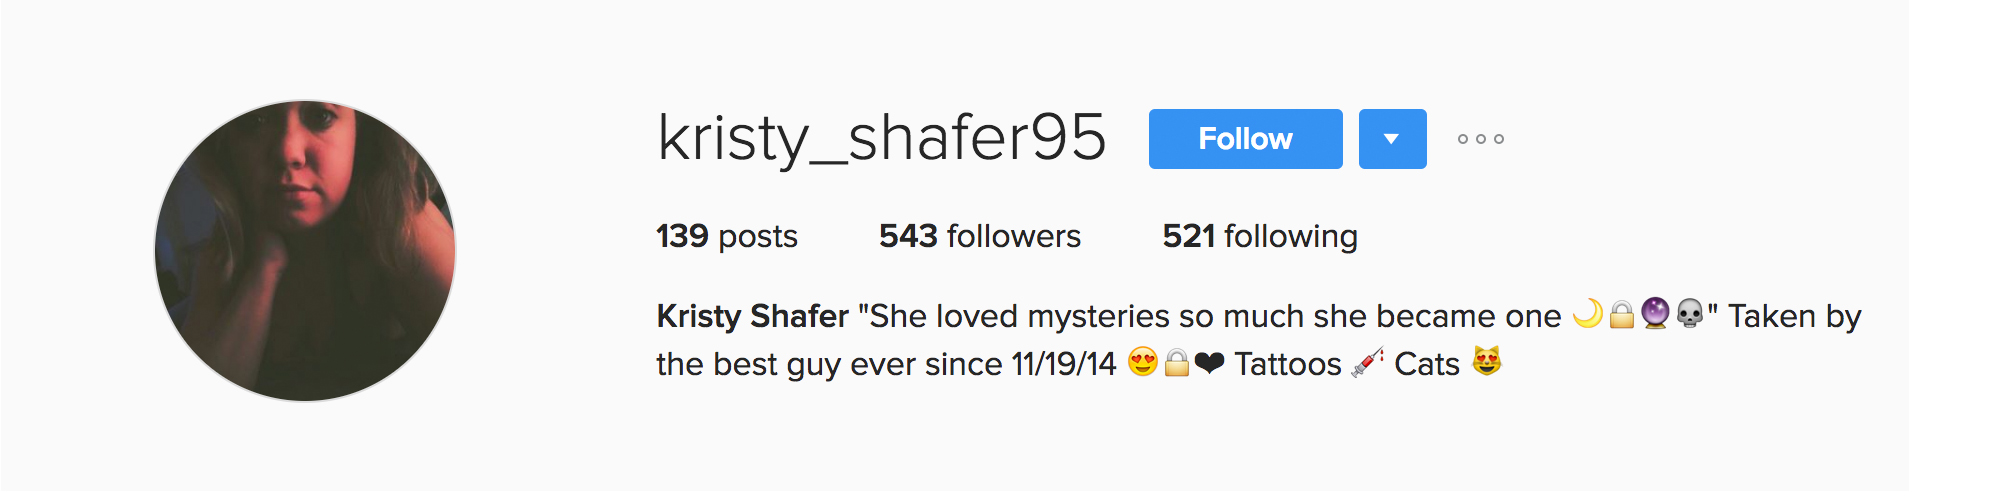 kristy_shafer95 Follow
139 posts 543 followers 521 following
Kristy Shafer "She loved mysteries so much she became one 🌙🔒🔮💀" Taken by
the best guy ever since 11/19/14 😍🔒❤ Tattoos 💉 Cats 😻